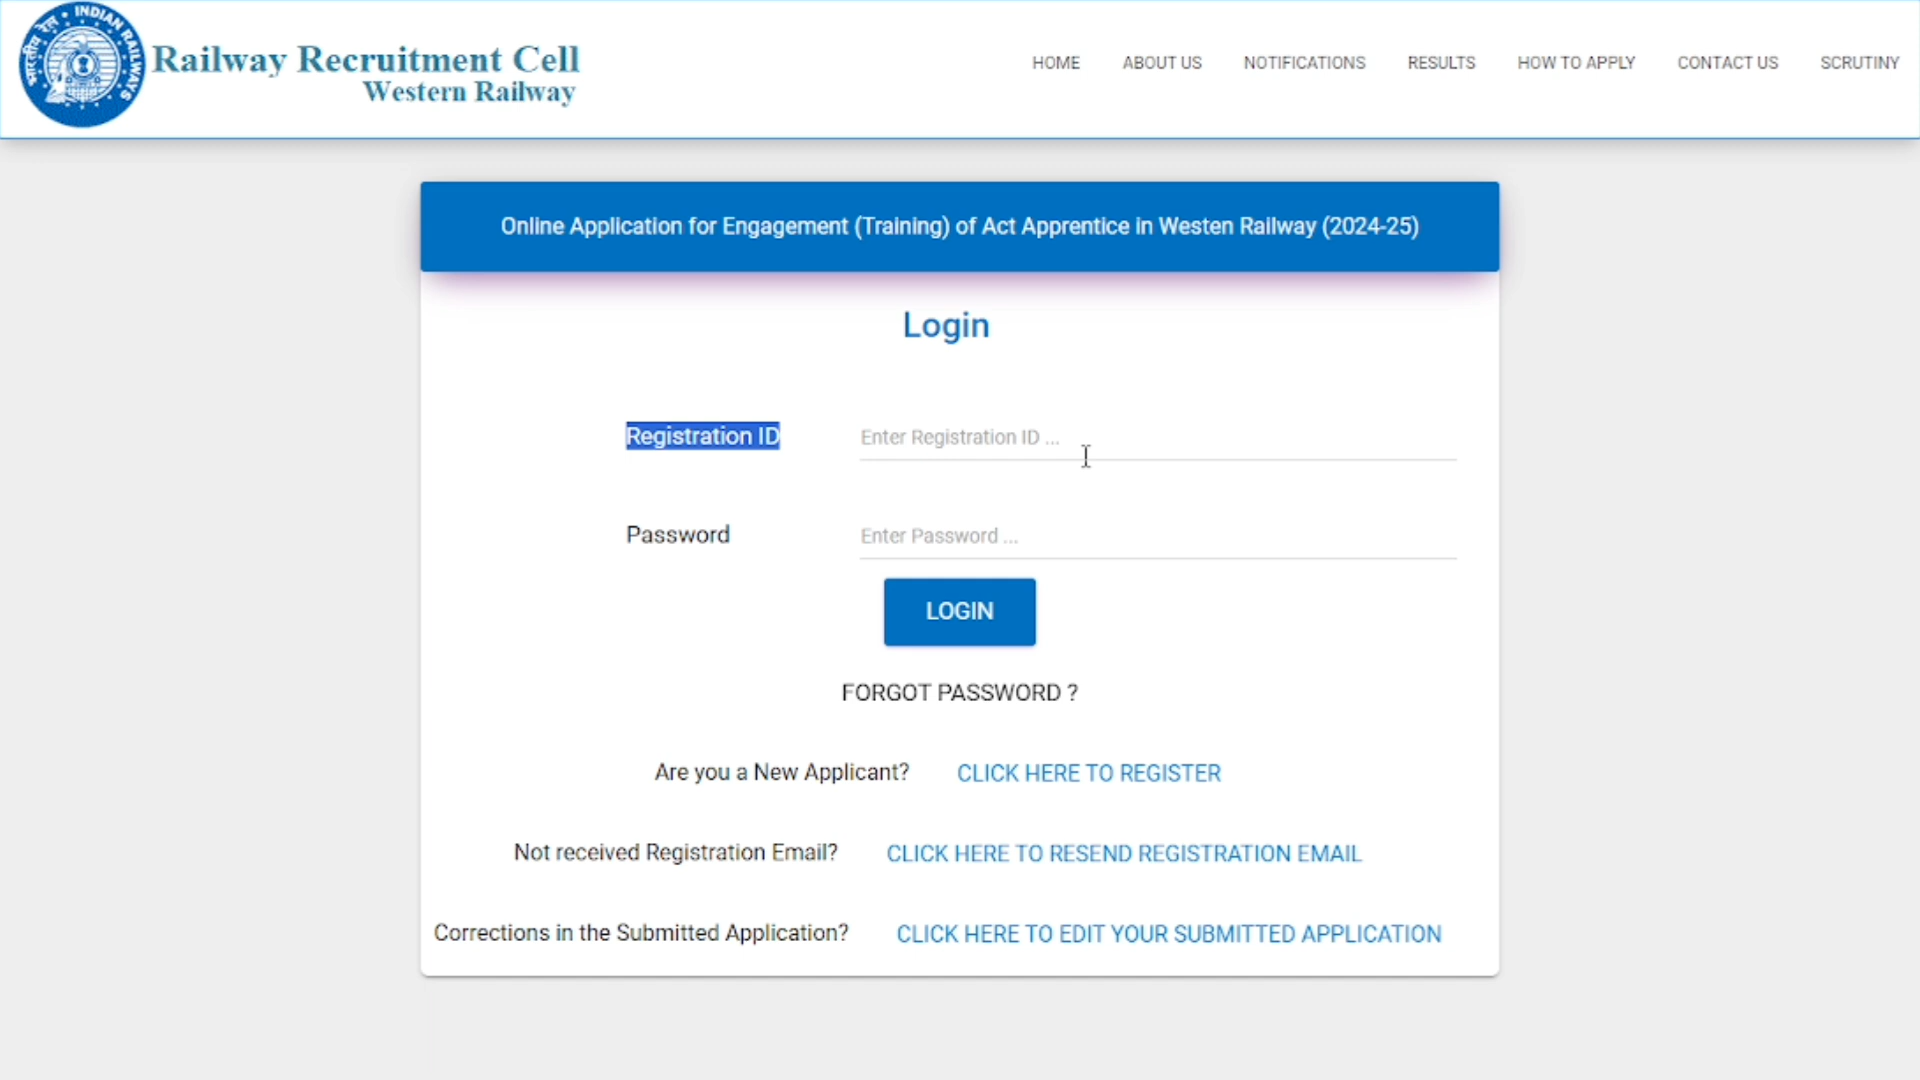 INDIAN RAILWAYS
भारतीय रेल
Railway Recruitment Cell
Western Railway
HOME ABOUT US NOTIFICATIONS RESULTS HOW TO APPLY CONTACT US SCRUTINY
Online Application for Engagement (Training) of Act Apprentice in Westen Railway (2024-25)
Login
Registration ID Enter Registration ID ...
Password Enter Password ...
LOGIN
FORGOT PASSWORD ?
Are you a New Applicant? CLICK HERE TO REGISTER
Not received Registration Email? CLICK HERE TO RESEND REGISTRATION EMAIL
Corrections in the Submitted Application? CLICK HERE TO EDIT YOUR SUBMITTED APPLICATION